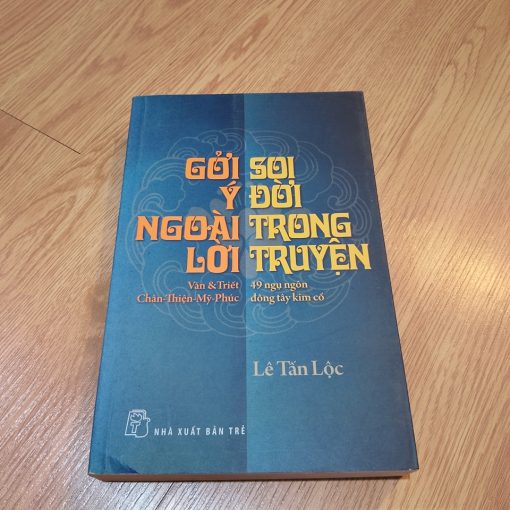 GỞI SOI
Ý ĐỜI
NGOÀI TRONG
LỜI TRUYỆN
Văn & Triết 49 ngụ ngôn
Chân-Thiện-Mỹ-Phúc đông tây kim cổ
Lê Tấn Lộc
NHÀ XUẤT BẢN TRẺ